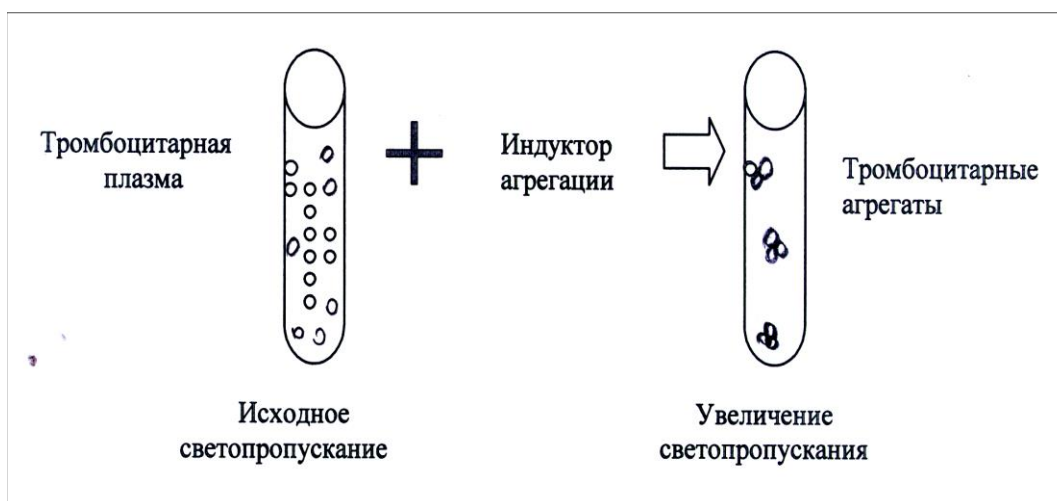 Тромбоцитарная
плазма
Индуктор
агрегации
Тромбоцитарные
агрегаты
Исходное
светопропускание
Увеличение
светопропускания